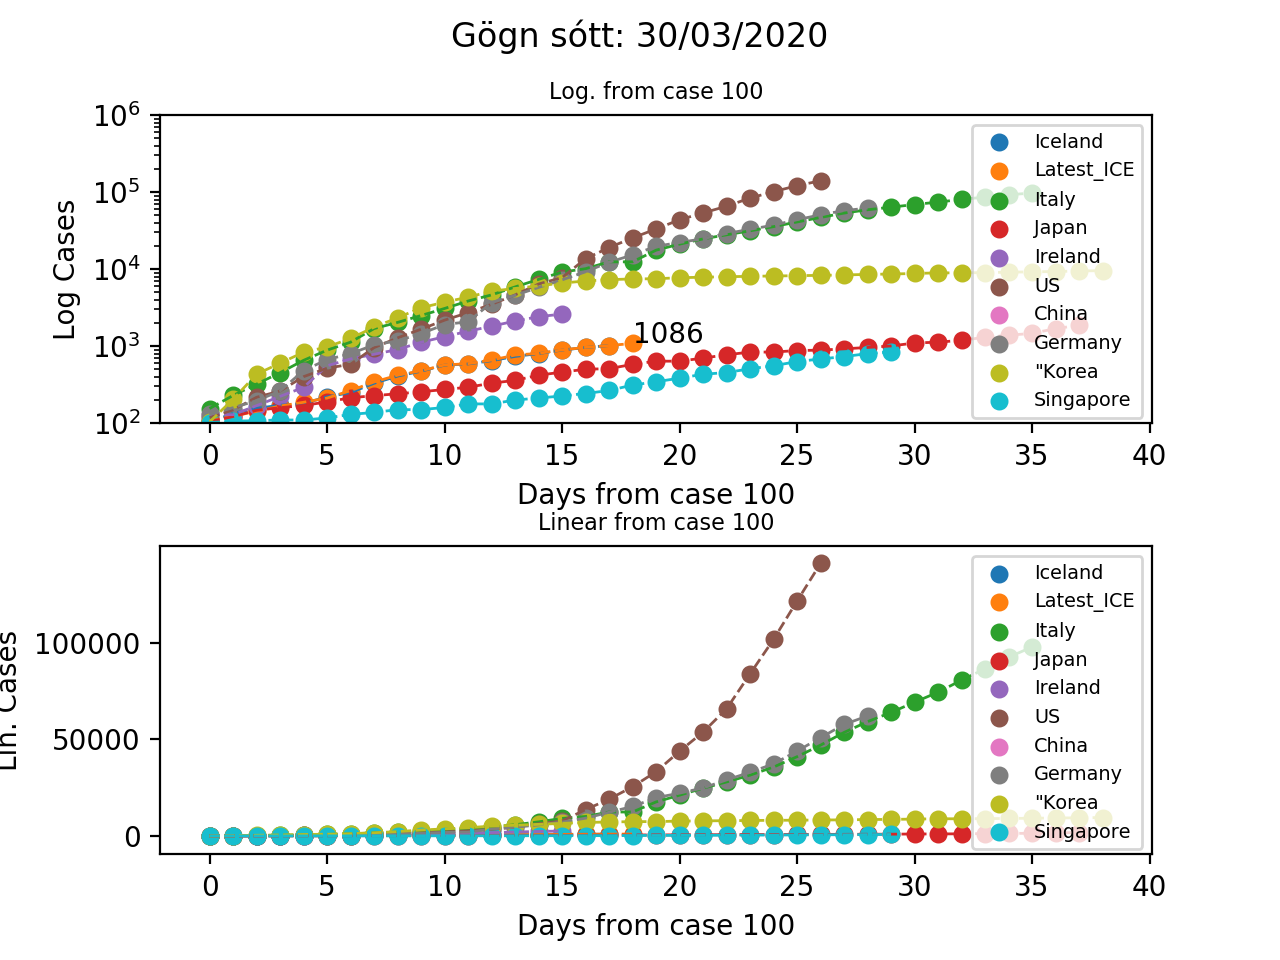 Gögn sótt: 30/03/2020
Log. from case 100
Log Cases
10^6
10^5
10^4
10^3
10^2
1086
Iceland
Latest_ICE
Italy
Japan
Ireland
US
China
Germany
"Korea
Singapore
0 5 10 15 20 25 30 35 40
Days from case 100
Linear from case 100
Lin. Cases
100000
50000
0
Iceland
Latest_ICE
Italy
Japan
Ireland
US
China
Germany
"Korea
Singapore
0 5 10 15 20 25 30 35 40
Days from case 100